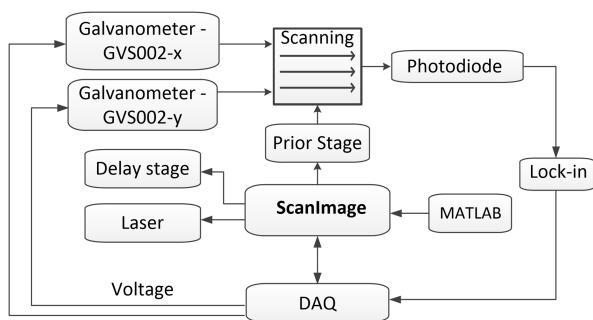 Galvanometer -
GVS002-x
Scanning
Photodiode
Galvanometer -
GVS002-y
Prior Stage
Delay stage
Lock-in
ScanImage
MATLAB
Laser
Voltage
DAQ